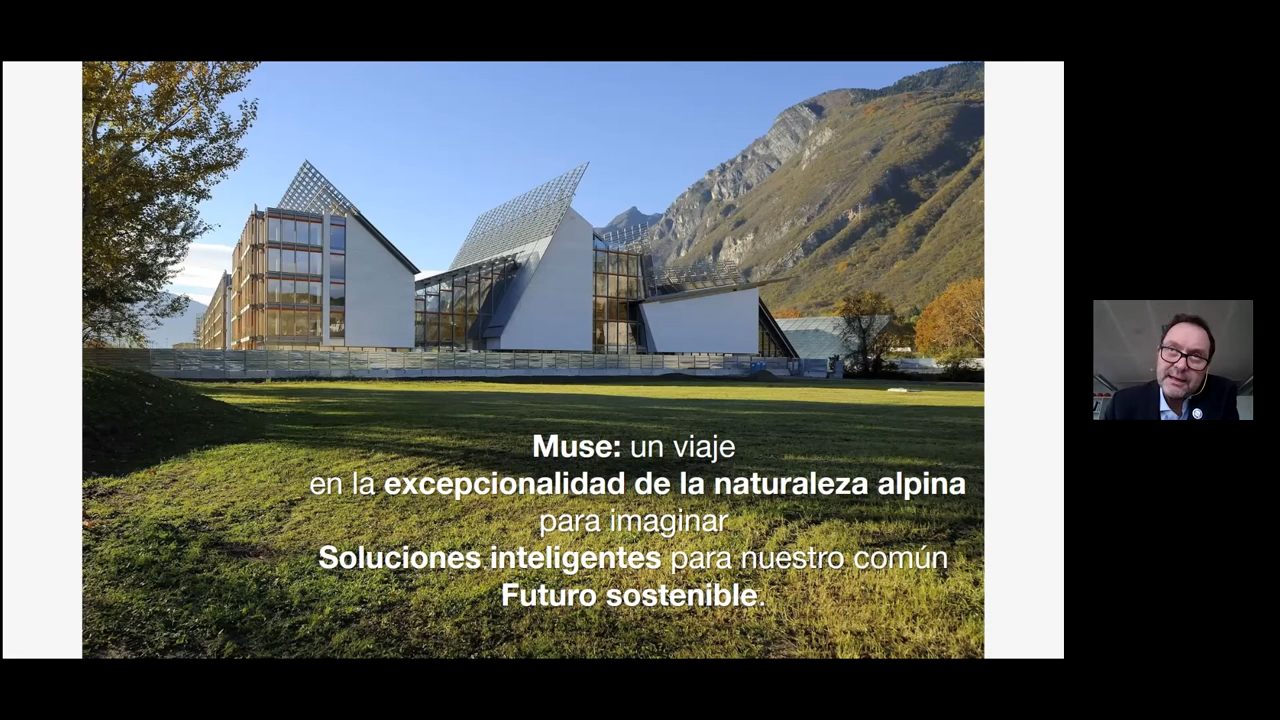 Muse: un viaje
en la excepcionalidad de la naturaleza alpina
para imaginar
Soluciones inteligentes para nuestro común
Futuro sostenible.